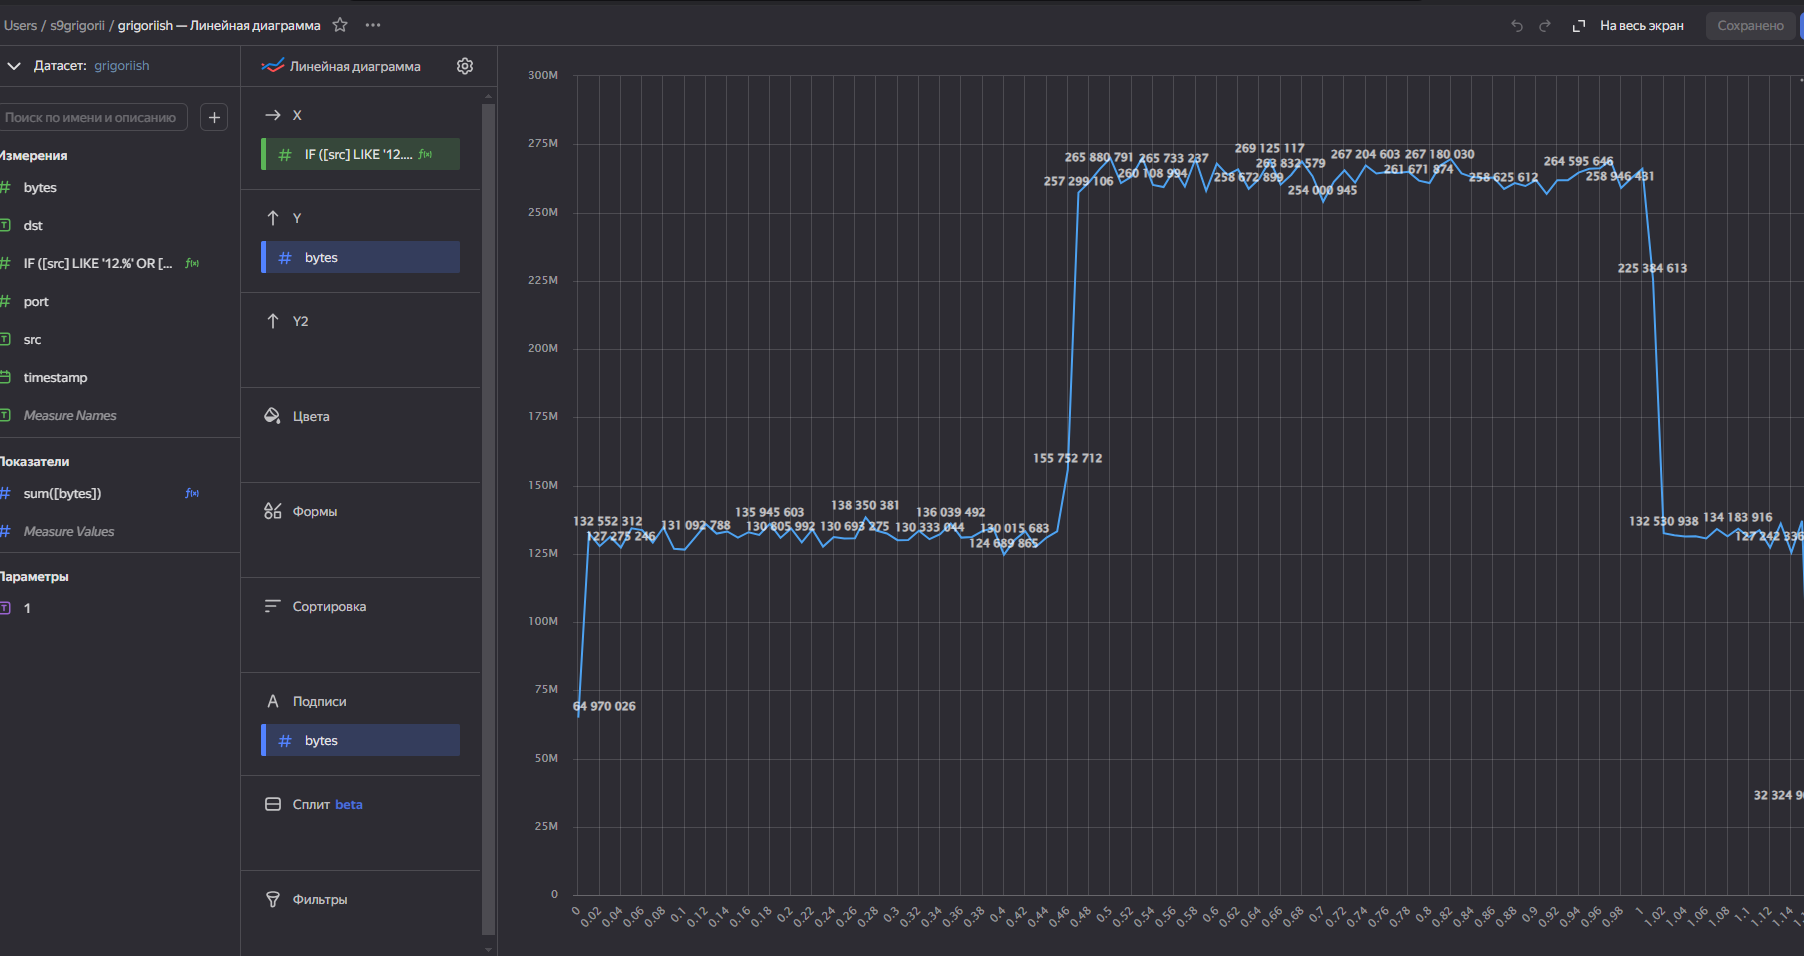 Users / s9grigorii / grigoriish — Линейная диаграмма
На весь экран
Сохранено
Датасет: grigoriish
Поиск по имени и описанию
Измерения
bytes
dst
IF ([src] LIKE '12.%' OR [...
port
src
timestamp
Measure Names
Показатели
sum([bytes])
Measure Values
Параметры
1
Линейная диаграмма
X
IF ([src] LIKE '12....
Y
bytes
Y2
Цвета
Формы
Сортировка
Подписи
bytes
Сплит beta
Фильтры
300M
275M
250M
225M
200M
175M
150M
125M
100M
75M
50M
25M
0
64 970 026
132 552 312
127 275 246
131 092 788
135 945 603
130 805 992
138 350 381
130 693 275
130 333 044
136 039 492
130 015 683
124 689 865
155 752 712
257 299 106
265 880 791
260 108 994
265 733 237
258 672 899
269 125 117
263 832 579
254 000 945
267 204 603
261 671 874
267 180 030
258 625 612
264 595 646
258 946 431
225 384 613
132 530 938
134 183 916
127 242 336
32 324 9
0 0.02 0.04 0.06 0.08 0.1 0.12 0.14 0.16 0.18 0.2 0.22 0.24 0.26 0.28 0.3 0.32 0.34 0.36 0.38 0.4 0.42 0.44 0.46 0.48 0.5 0.52 0.54 0.56 0.58 0.6 0.62 0.64 0.66 0.68 0.7 0.72 0.74 0.76 0.78 0.8 0.82 0.84 0.86 0.88 0.9 0.92 0.94 0.96 0.98 1 1.02 1.04 1.06 1.08 1.1 1.12 1.14